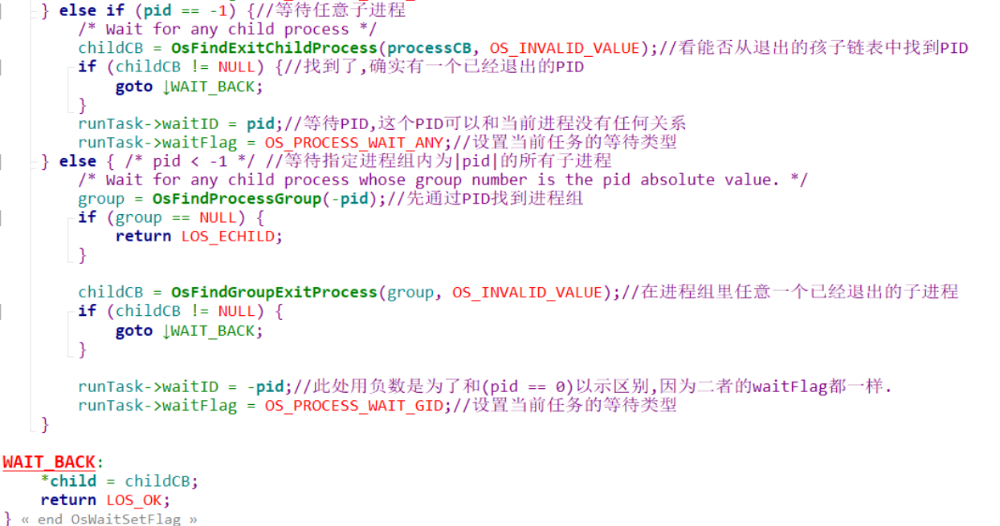 } else if (pid == -1) {//等待任意子进程
/* Wait for any child process */
childCB = OsFindExitChildProcess(processCB, OS_INVALID_VALUE);//看能否从退出的孩子链表中找到PID
if (childCB != NULL) {//找到了,确实有一个已经退出的PID
goto ↓WAIT_BACK;
}
runTask->waitID = pid;//等待PID,这个PID可以和当前进程没有任何关系
runTask->waitFlag = OS_PROCESS_WAIT_ANY;//设置当前任务的等待类型
} else { /* pid < -1 */ //等待指定进程组内为|pid|的所有子进程
/* Wait for any child process whose group number is the pid absolute value. */
group = OsFindProcessGroup(-pid);//先通过PID找到进程组
if (group == NULL) {
return LOS_ECHILD;
}
childCB = OsFindGroupExitProcess(group, OS_INVALID_VALUE);//在进程组里任意一个已经退出的子进程
if (childCB != NULL) {
goto ↓WAIT_BACK;
}
runTask->waitID = -pid;//此处用负数是为了和(pid == 0)以示区别,因为二者的waitFlag都一样.
runTask->waitFlag = OS_PROCESS_WAIT_GID;//设置当前任务的等待类型
}
WAIT_BACK:
*child = childCB;
return LOS_OK;
} « end OsWaitSetFlag »